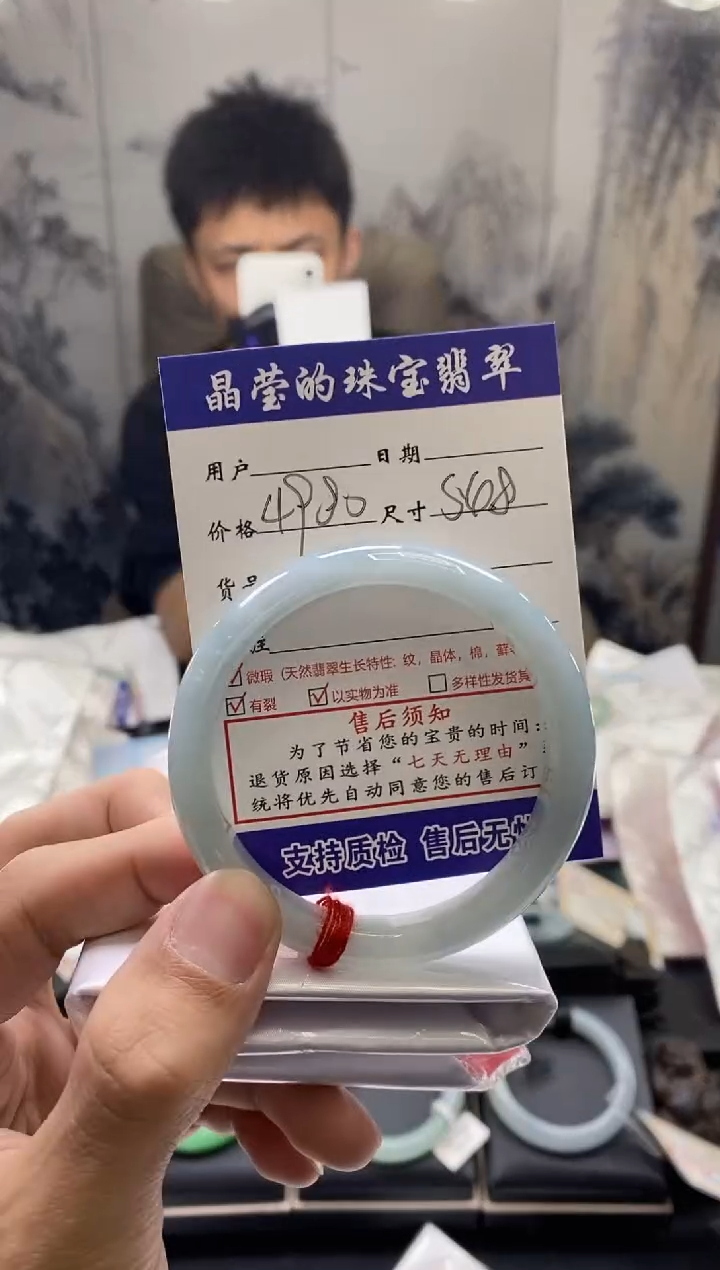 晶莹的珠宝翡翠
用户 日期
价格 4980 尺寸 568
货号
注
微瑕（天然翡翠生长特性: 纹, 晶体, 棉, 藓、
有裂 以实物为准 多样性发货其
售后须知
为了节省您的宝贵的时间:
退货原因选择“七天无理由”
统将优先自动同意您的售后订
支持质检 售后无忧